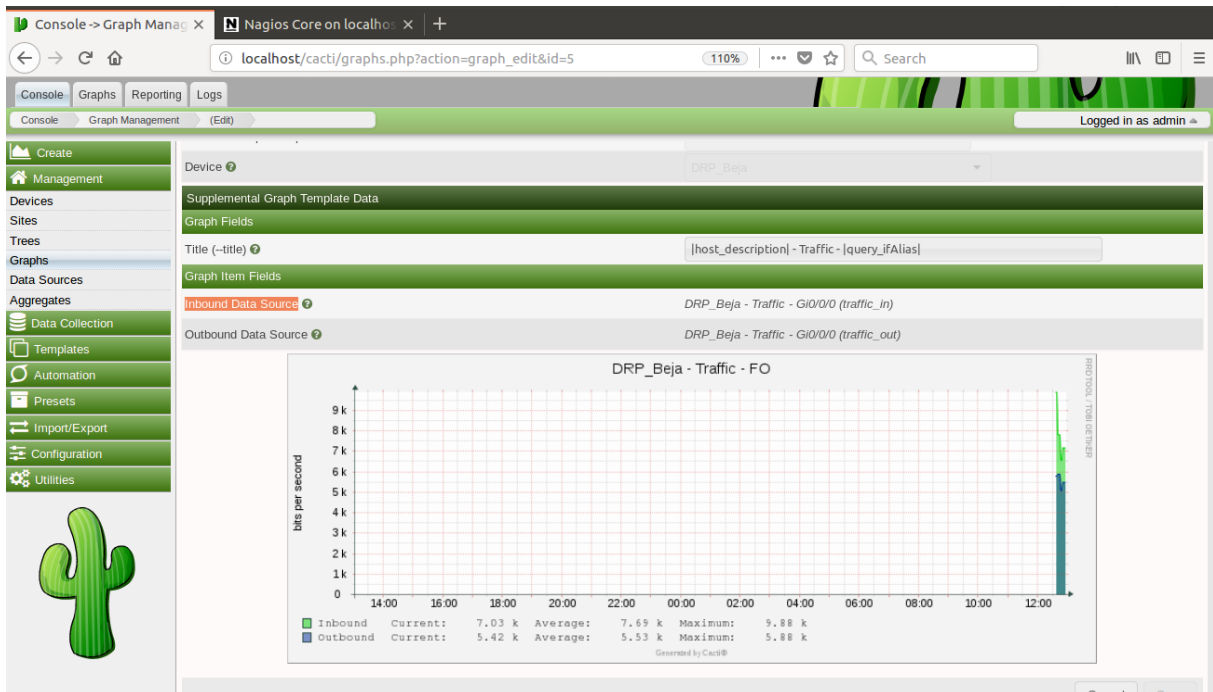 Console -> Graph Manag ×
Nagios Core on localhos × +
localhost/cacti/graphs.php?action=graph_edit&id=5
110%
Search
Console Graphs Reporting Logs
Console Graph Management (Edit)
Logged in as admin
Create
Management
Devices
Sites
Trees
Graphs
Data Sources
Aggregates
Data Collection
Templates
Automation
Presets
Import/Export
Configuration
Utilities
Device
DRP_Beja
Supplemental Graph Template Data
Graph Fields
Title (--title)
|host_description| - Traffic - |query_ifAlias|
Graph Item Fields
Inbound Data Source
DRP_Beja - Traffic - Gi0/0/0 (traffic_in)
Outbound Data Source
DRP_Beja - Traffic - Gi0/0/0 (traffic_out)
DRP_Beja - Traffic - FO
RRDTOOL / TOBI OETIKER
bits per second
9 k
8 k
7 k
6 k
5 k
4 k
3 k
2 k
1 k
0
14:00 16:00 18:00 20:00 22:00 00:00 02:00 04:00 06:00 08:00 10:00 12:00
Inbound Current: 7.03 k Average: 7.69 k Maximum: 9.88 k
Outbound Current: 5.42 k Average: 5.53 k Maximum: 5.88 k
Generated by Cacti®